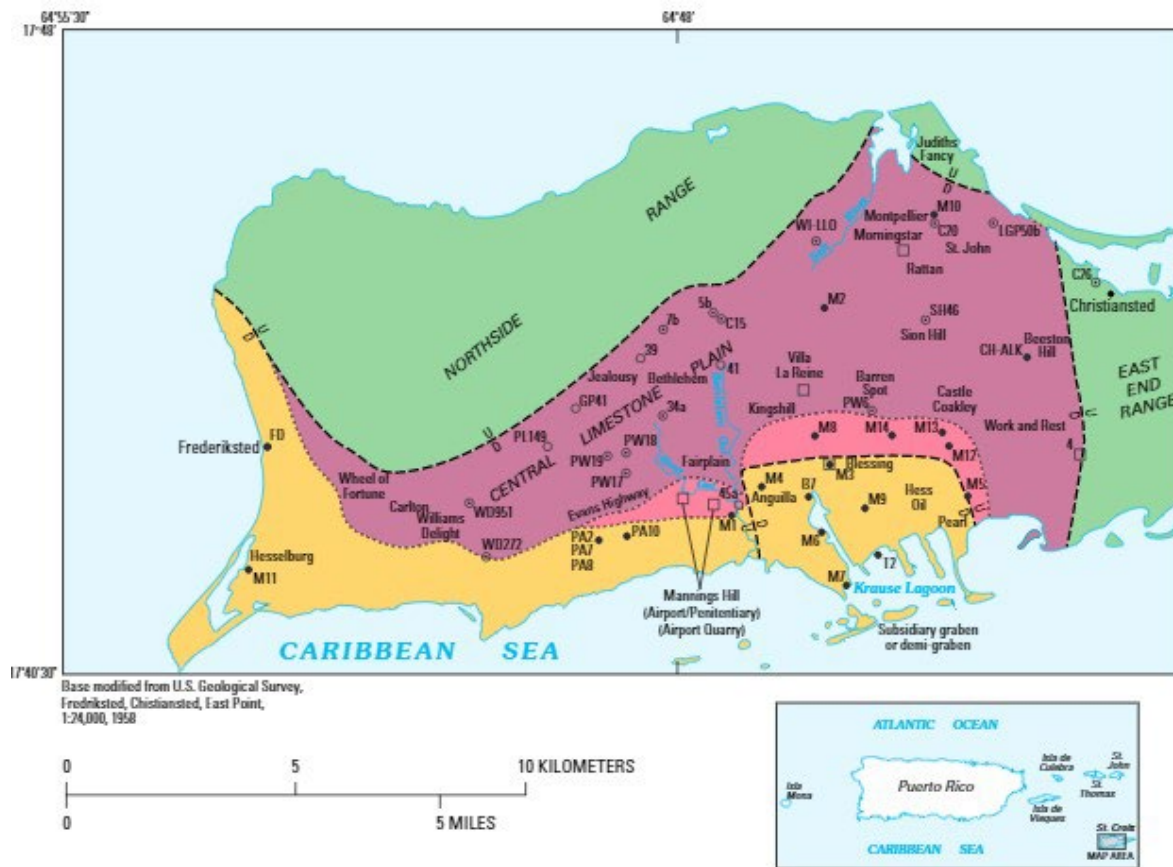 64°55'30"
64°48'
17°48'
Judiths
Fancy
U
D
RANGE
M10
Montpellier
WI-LLO
C20
LGP50b
Morningstar
St. John
Rattan
C26
Christiansted
5b
M2
7b
C15
SH46
Sion Hill
D
U
NORTHSIDE
39
PLAIN
CH-ALK
Beeston
Hill
Jealousy
Bethlehem
41
Villa
La Reine
EAST
END
RANGE
GP41
LIMESTONE
Barren
Spot
Castle
Coakley
34a
Kingshill
PW6
D
U
U
D
M8
M14
M13
Work and Rest
Frederiksted
FD
PL149
PW18
M12
4
PW19
Fairplain
Blessing
M3
Wheel of
Fortune
CENTRAL
PW17
M4
M5
Evans Highway
45a
Anguilla
B7
M9
Hess
Oil
Carlton
WD951
Williams
Delight
M1
Pearl
PA2
PA7
PA8
PA10
M6
WD272
Hesselburg
M11
T2
M7
Krause Lagoon
Mannings Hill
(Airport/Penitentiary)
(Airport Quarry)
Subsidiary graben
or demi-graben
CARIBBEAN SEA
17°40'30"
Base modified from U.S. Geological Survey,
Fredriksted, Chistiansted, East Point,
1:24,000, 1958
0 5 10 KILOMETERS
0 5 MILES
ATLANTIC OCEAN
Isla
Mona
Puerto Rico
Isla de
Culebra
St.
John
St.
Thomas
Isla de
Vieques
St. Croix
MAP AREA
CARIBBEAN SEA